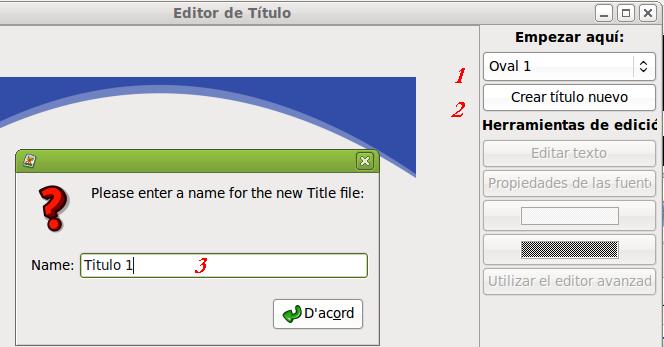 Editor de Título
Empezar aquí:
1
Oval 1
2
Crear título nuevo
Herramientas de edició
Editar texto
Propiedades de las fuente
Utilizar el editor avanzad
Please enter a name for the new Title file:
Name: Titulo 1 3
D'acord